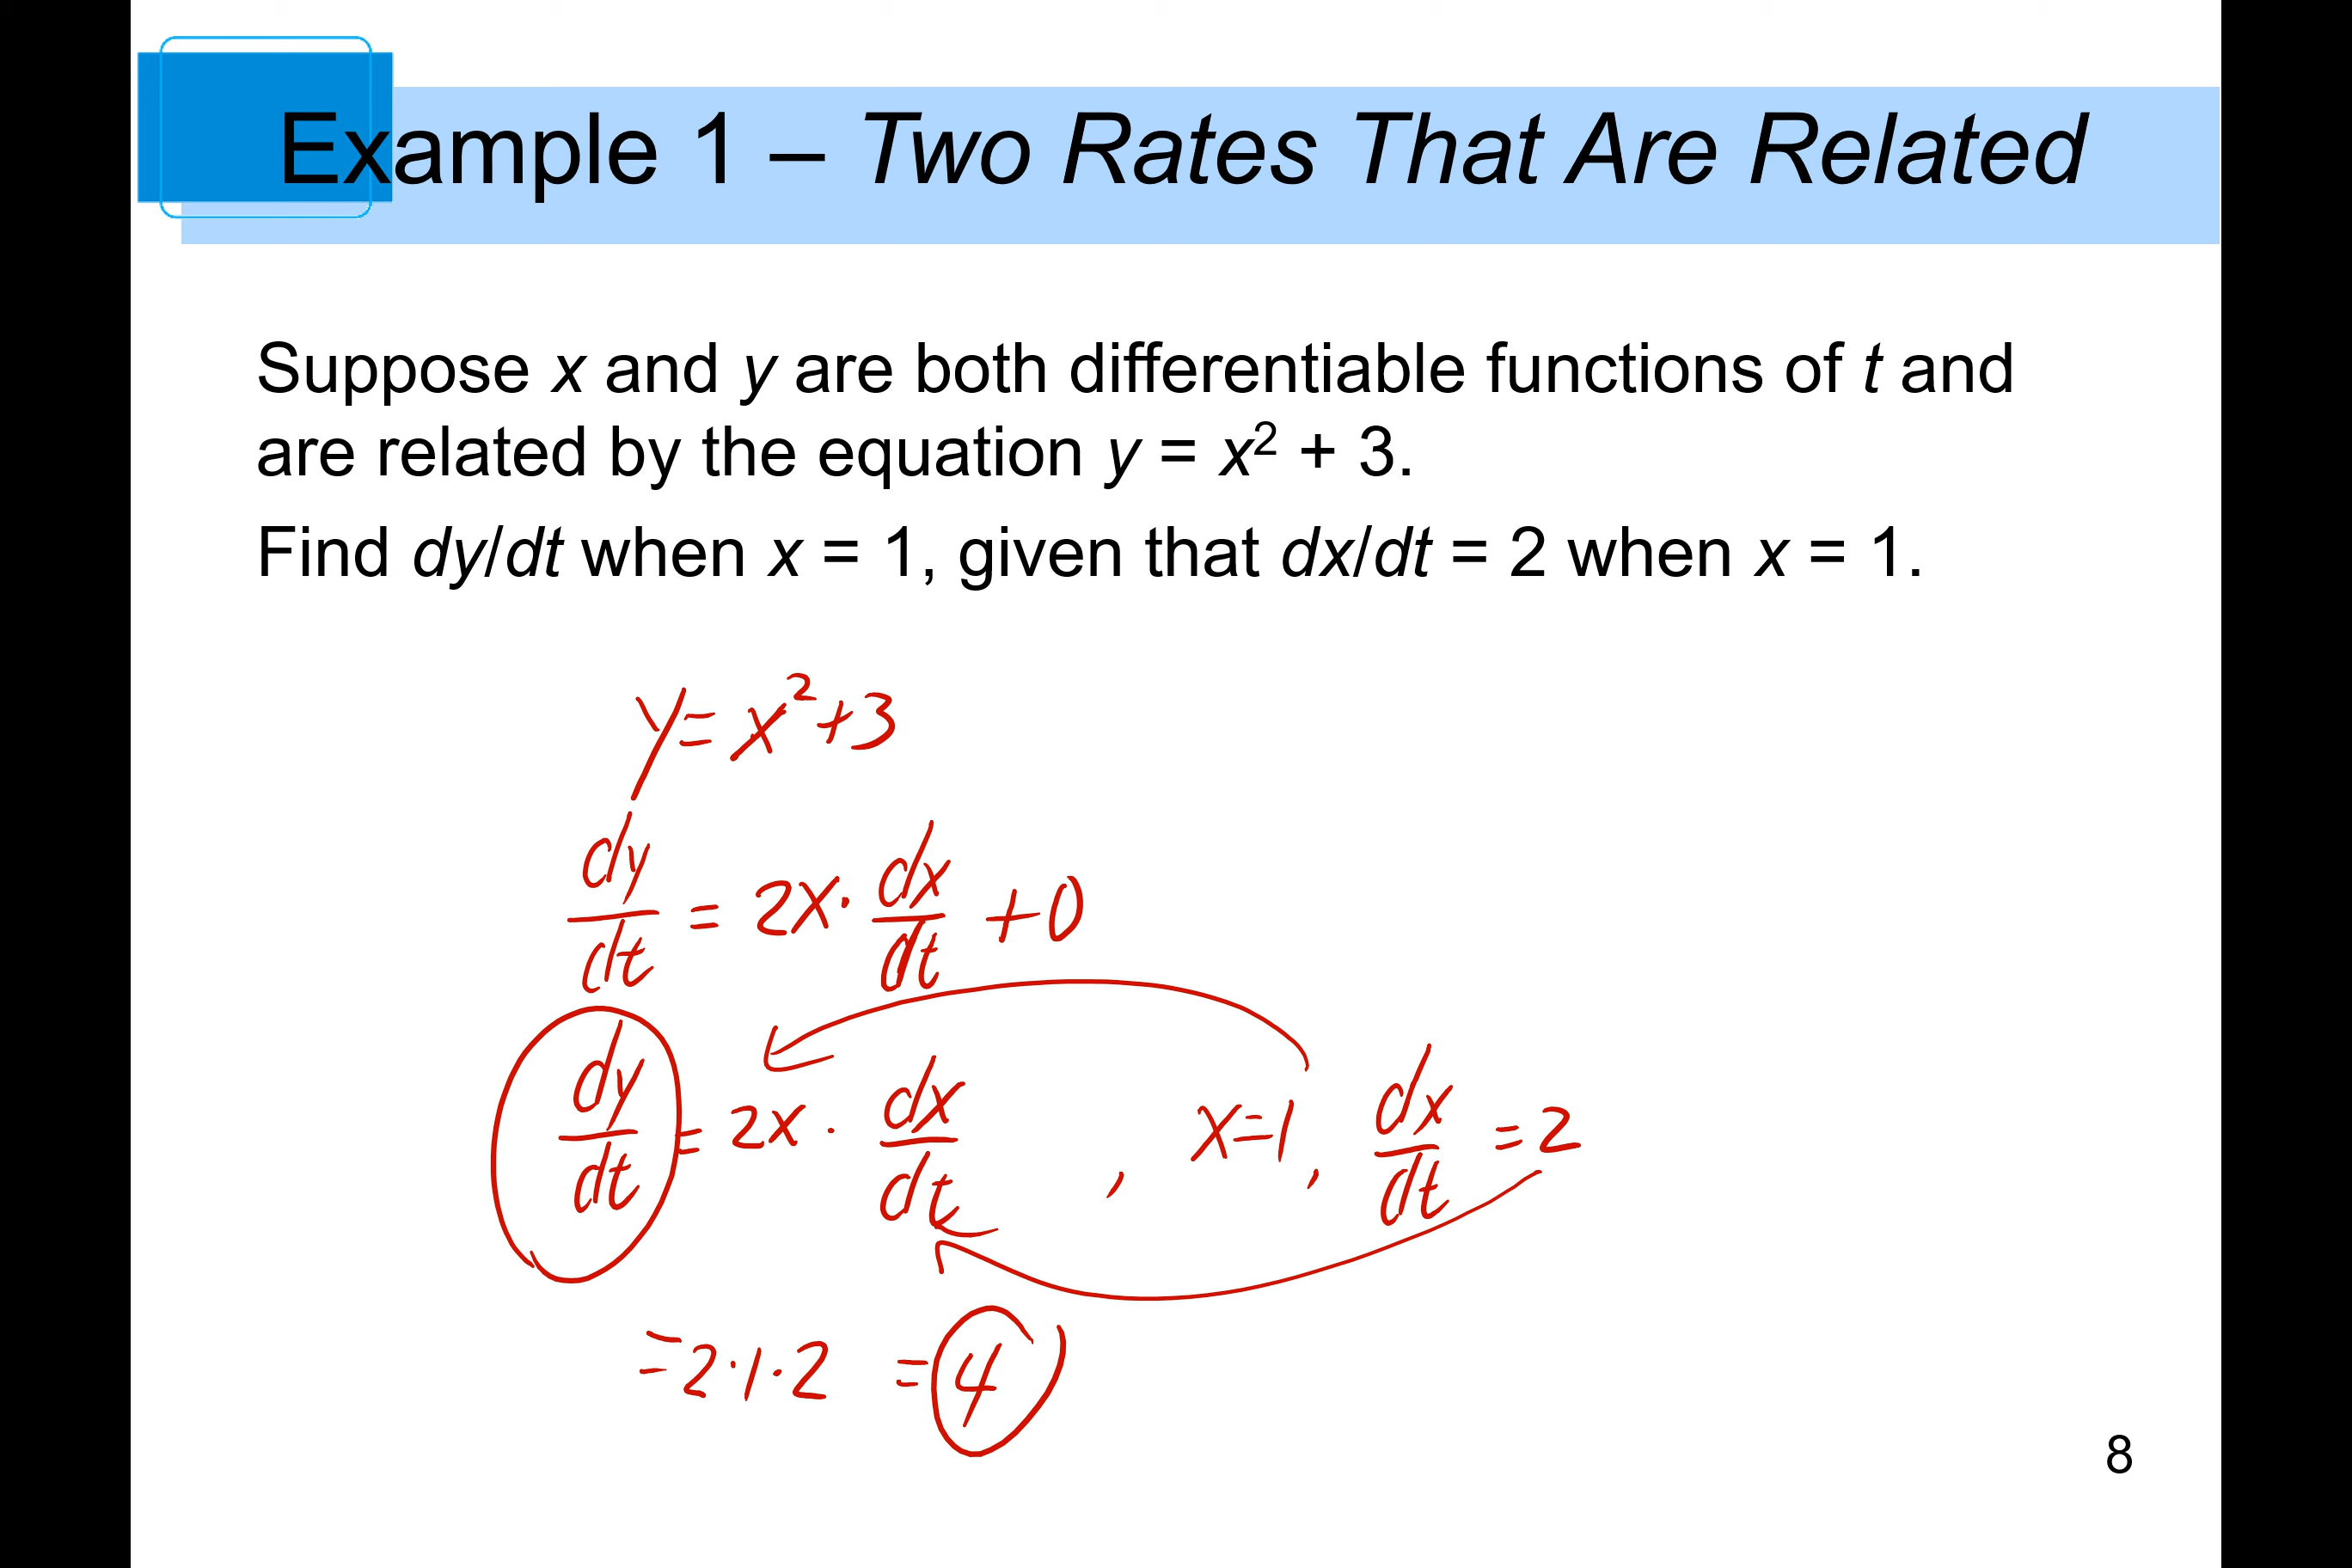 Example 1 – Two Rates That Are Related
Suppose x and y are both differentiable functions of t and
are related by the equation y = x² + 3.
Find dy/dt when x = 1, given that dx/dt = 2 when x = 1.
y = x² + 3
dy/dt = 2x · dx/dt + 0
dy/dt = 2x · dx/dt , x = 1 , dx/dt = 2
= 2 · 1 · 2 = 4
8